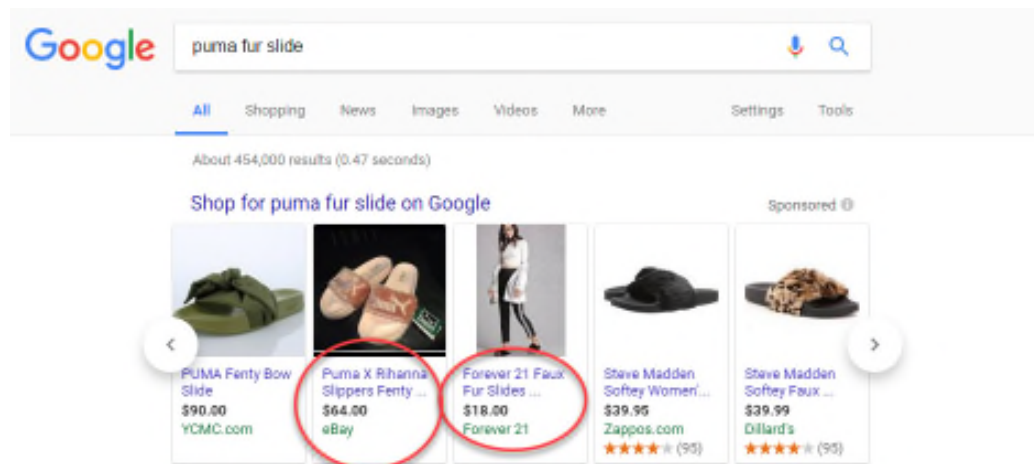 Google
puma fur slide
All Shopping News Images Videos More Settings Tools
About 454,000 results (0.47 seconds)
Shop for puma fur slide on Google
Sponsored
PUMA Fenty Bow
Slide
$90.00
YCMC.com
Puma X Rihanna
Slippers Fenty ...
$64.00
eBay
Forever 21 Faux
Fur Slides ...
$18.00
Forever 21
Steve Madden
Softey Women'...
$39.95
Zappos.com
(95)
Steve Madden
Softey Faux ...
$39.99
Dillard's
(95)